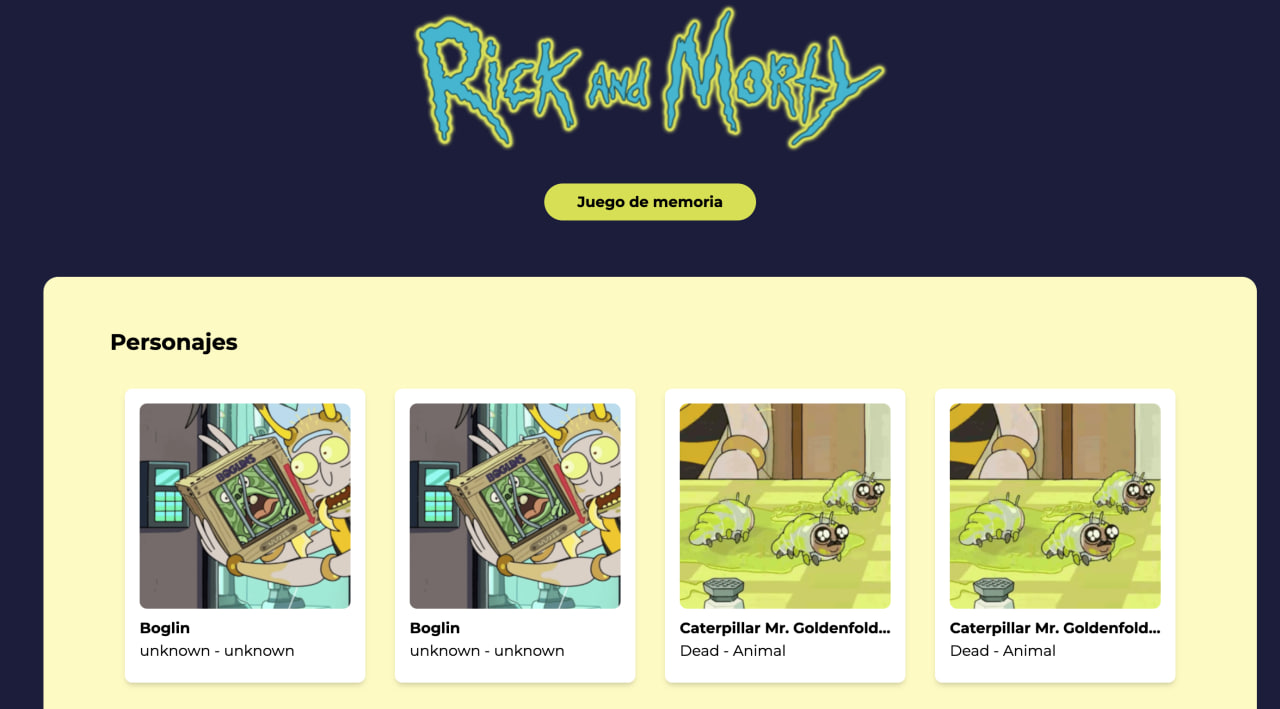 Rick and Morty
Juego de memoria
Personajes
BOGLINS
BOGLINS
Boglin
unknown - unknown
Boglin
unknown - unknown
Caterpillar Mr. Goldenfold...
Dead - Animal
Caterpillar Mr. Goldenfold...
Dead - Animal